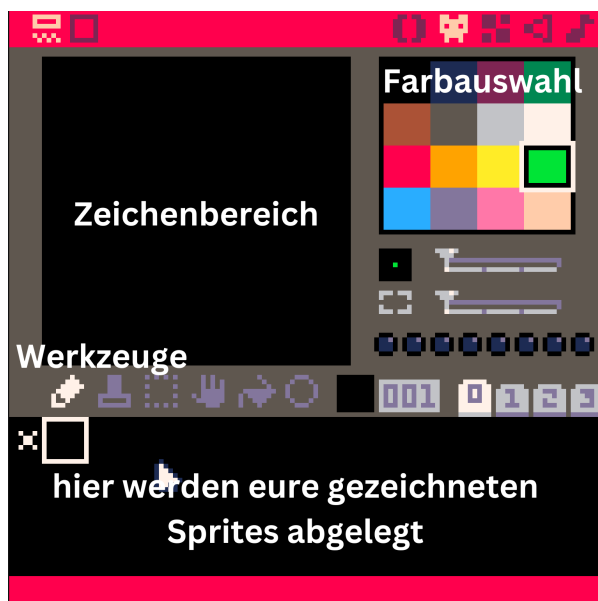 Farbauswahl
Zeichenbereich
Werkzeuge
001 0 1 2 3
hier werden eure gezeichneten
Sprites abgelegt